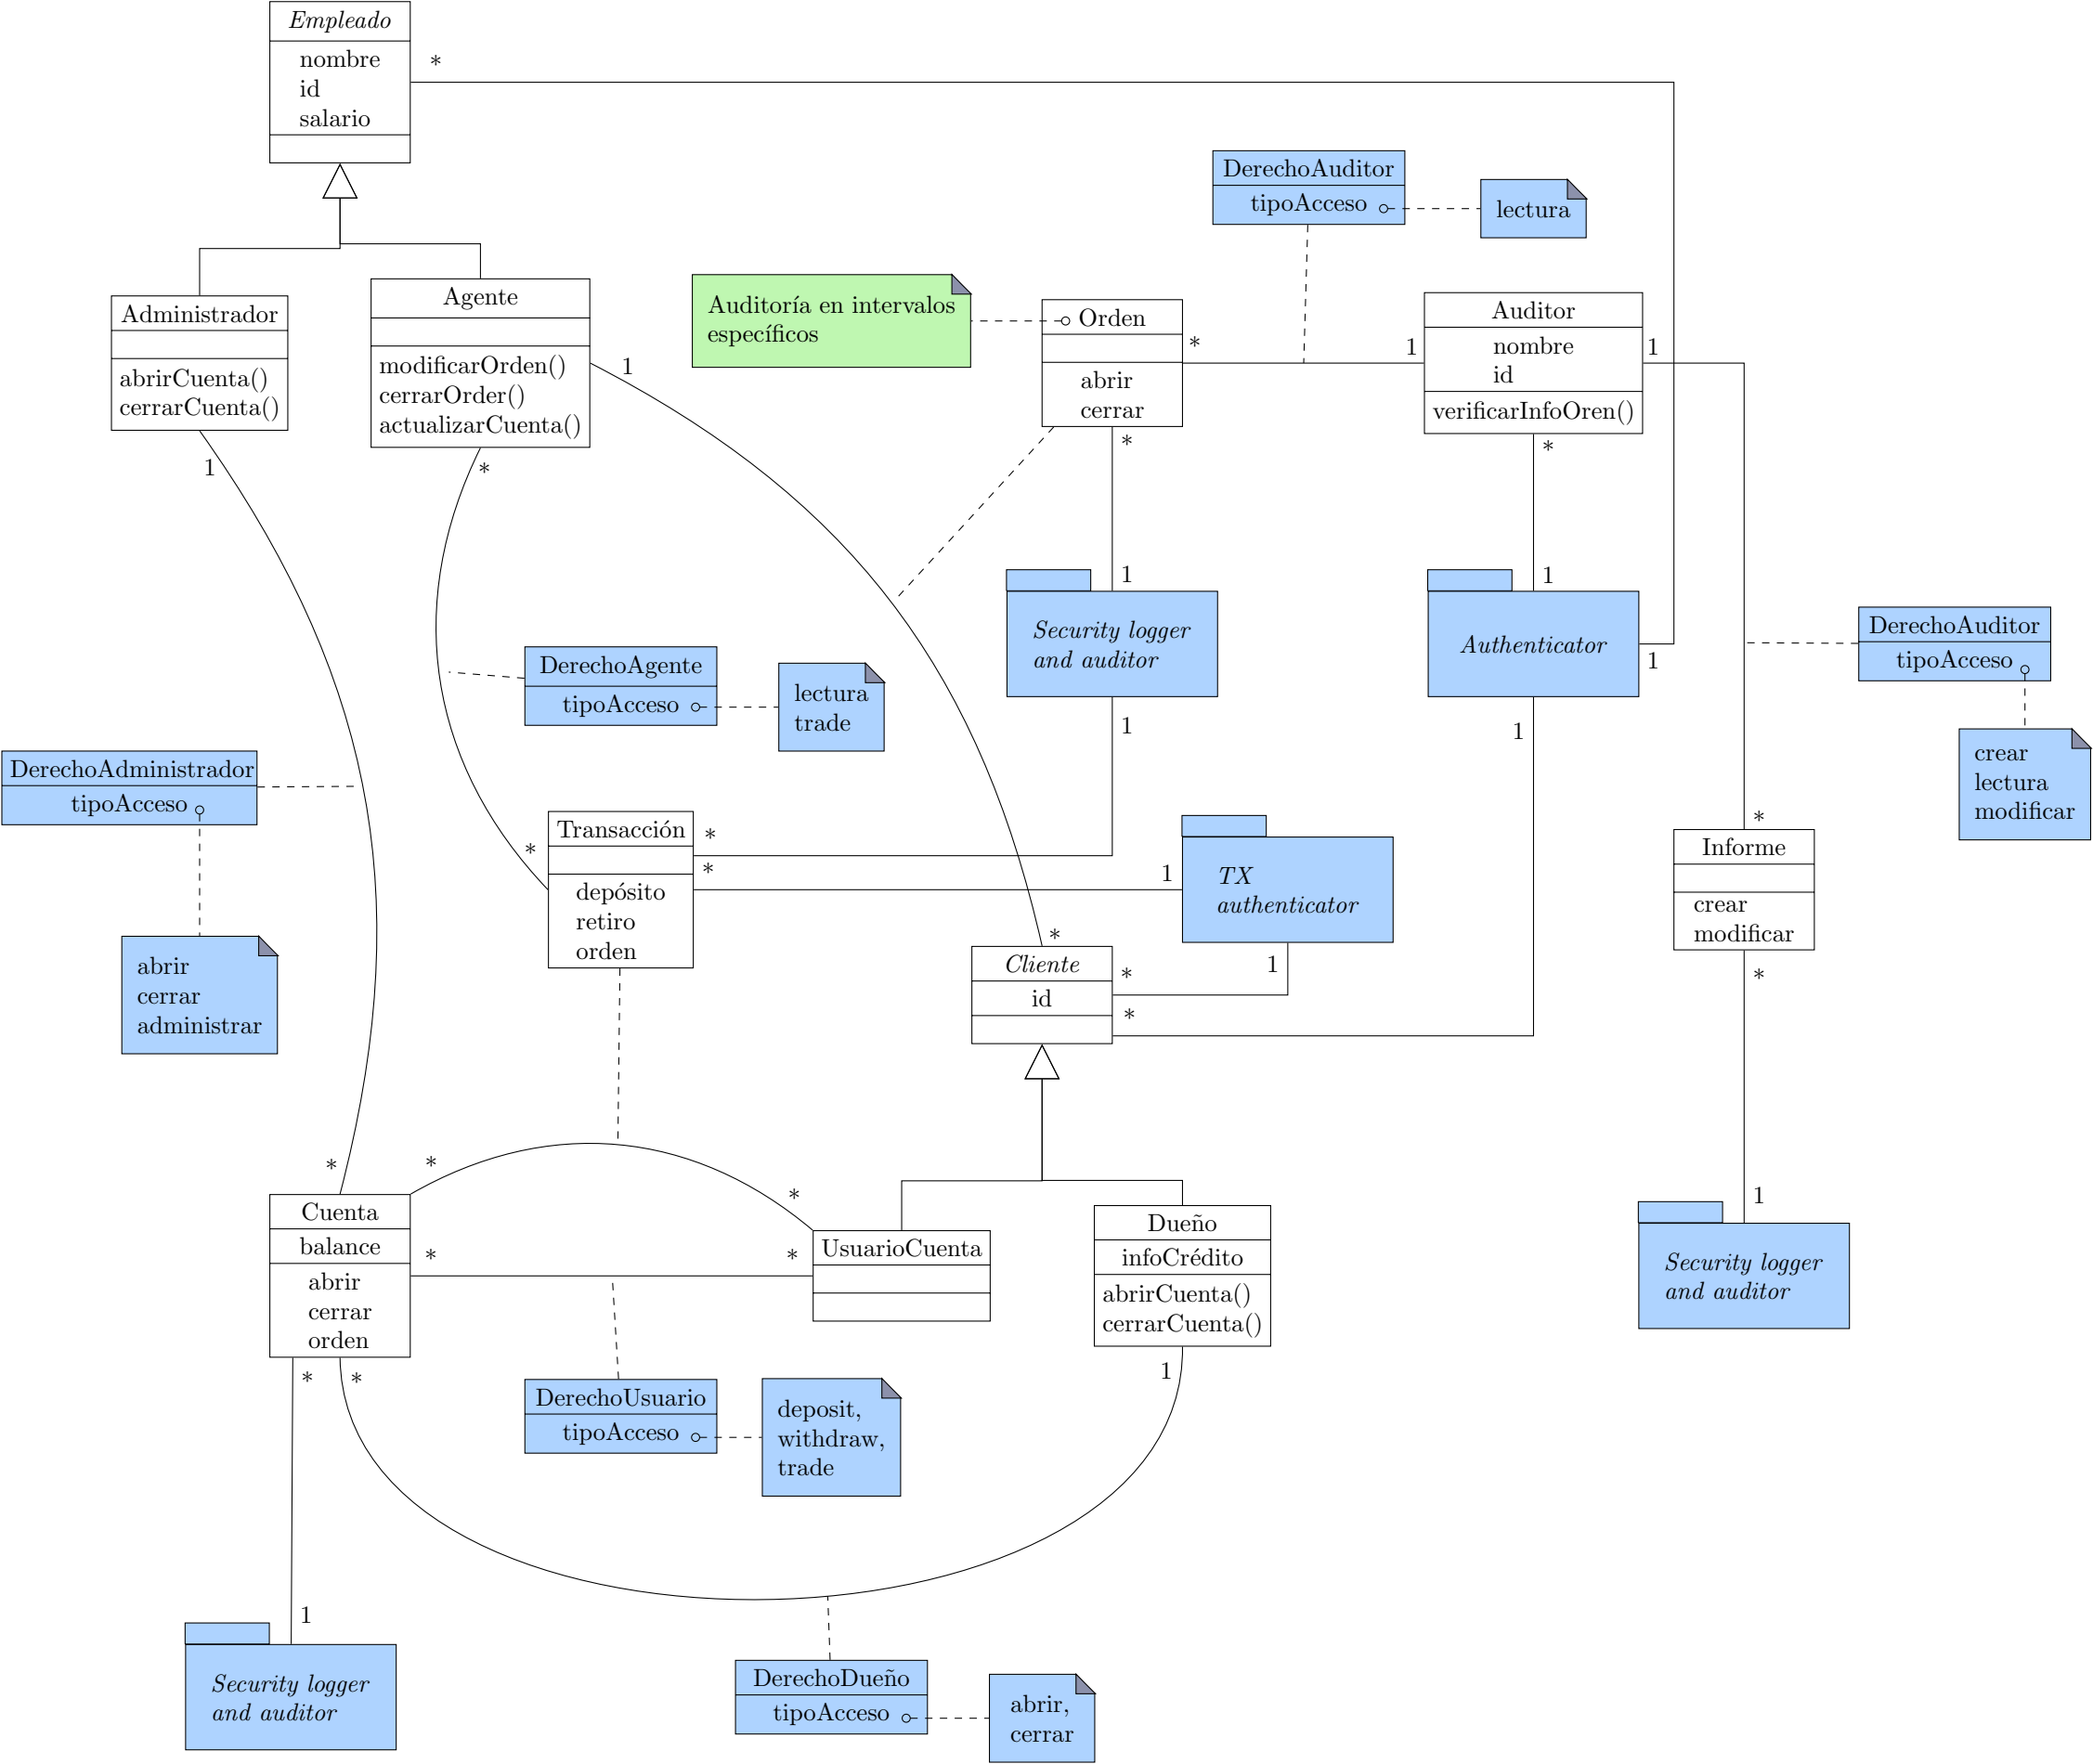 Empleado
nombre
id
salario
*
DerechoAuditor
tipoAcceso
lectura
Administrador
abrirCuenta()
cerrarCuenta()
1
Agente
modificarOrden()
cerrarOrder()
actualizarCuenta()
1
*
Auditoría en intervalos
específicos
Orden
abrir
cerrar
*
*
1
Auditor
nombre
id
verificarInfoOren()
1
*
1
Security logger
and auditor
1
1
Authenticator
1
1
DerechoAuditor
tipoAcceso
crear
lectura
modificar
DerechoAgente
tipoAcceso
lectura
trade
DerechoAdministrador
tipoAcceso
abrir
cerrar
administrar
*
Transacción
depósito
retiro
orden
*
*
1
TX
authenticator
1
*
Cliente
id
*
*
*
Informe
crear
modificar
*
1
Security logger
and auditor
*
*
Cuenta
balance
abrir
cerrar
orden
*
*
*
UsuarioCuenta
Dueño
infoCrédito
abrirCuenta()
cerrarCuenta()
1
*
*
DerechoUsuario
tipoAcceso
deposit,
withdraw,
trade
1
Security logger
and auditor
DerechoDueño
tipoAcceso
abrir,
cerrar